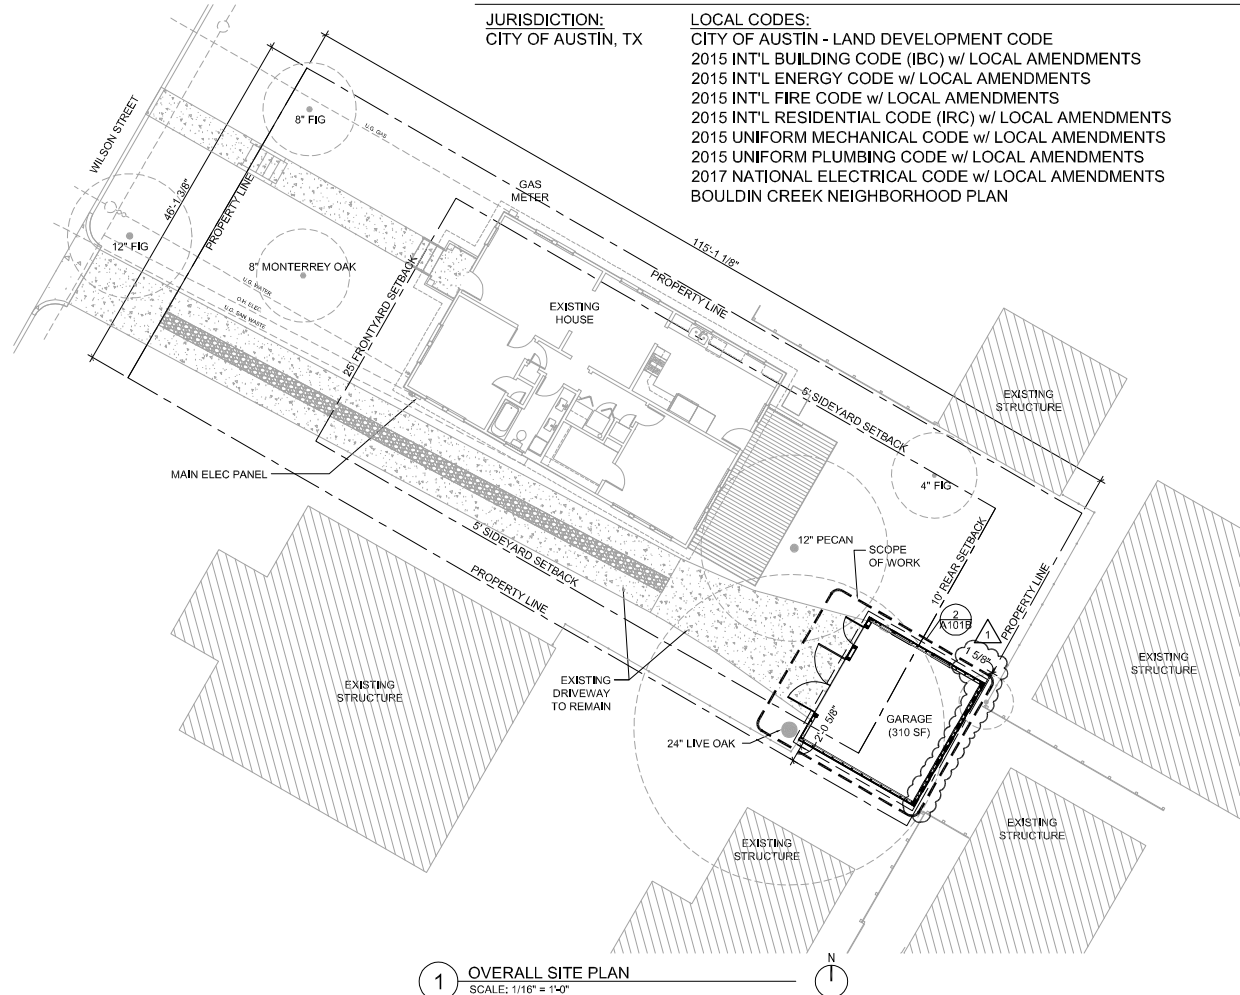 JURISDICTION:
CITY OF AUSTIN, TX
LOCAL CODES:
CITY OF AUSTIN - LAND DEVELOPMENT CODE
2015 INT'L BUILDING CODE (IBC) w/ LOCAL AMENDMENTS
2015 INT'L ENERGY CODE w/ LOCAL AMENDMENTS
2015 INT'L FIRE CODE w/ LOCAL AMENDMENTS
2015 INT'L RESIDENTIAL CODE (IRC) w/ LOCAL AMENDMENTS
2015 UNIFORM MECHANICAL CODE w/ LOCAL AMENDMENTS
2015 UNIFORM PLUMBING CODE w/ LOCAL AMENDMENTS
2017 NATIONAL ELECTRICAL CODE w/ LOCAL AMENDMENTS
BOULDIN CREEK NEIGHBORHOOD PLAN
WILSON STREET
8" FIG
U.G. GAS
46'-1 3/8"
PROPERTY LINE
GAS
METER
12" FIG
8" MONTERREY OAK
U.G. WATER
O.H. ELEC.
U.G. SAN. WASTE
25' FRONTYARD SETBACK
115'-1 1/8"
PROPERTY LINE
EXISTING
HOUSE
5' SIDEYARD SETBACK
EXISTING
STRUCTURE
4" FIG
MAIN ELEC PANEL
5' SIDEYARD SETBACK
PROPERTY LINE
12" PECAN
SCOPE
OF WORK
10' REAR SETBACK
PROPERTY LINE
2
A101B
1
1 5/8"
EXISTING
STRUCTURE
EXISTING
STRUCTURE
EXISTING
DRIVEWAY
TO REMAIN
24" LIVE OAK
2'-0 5/8"
GARAGE
(310 SF)
EXISTING
STRUCTURE
EXISTING
STRUCTURE
1
OVERALL SITE PLAN
SCALE: 1/16" = 1'-0"
N